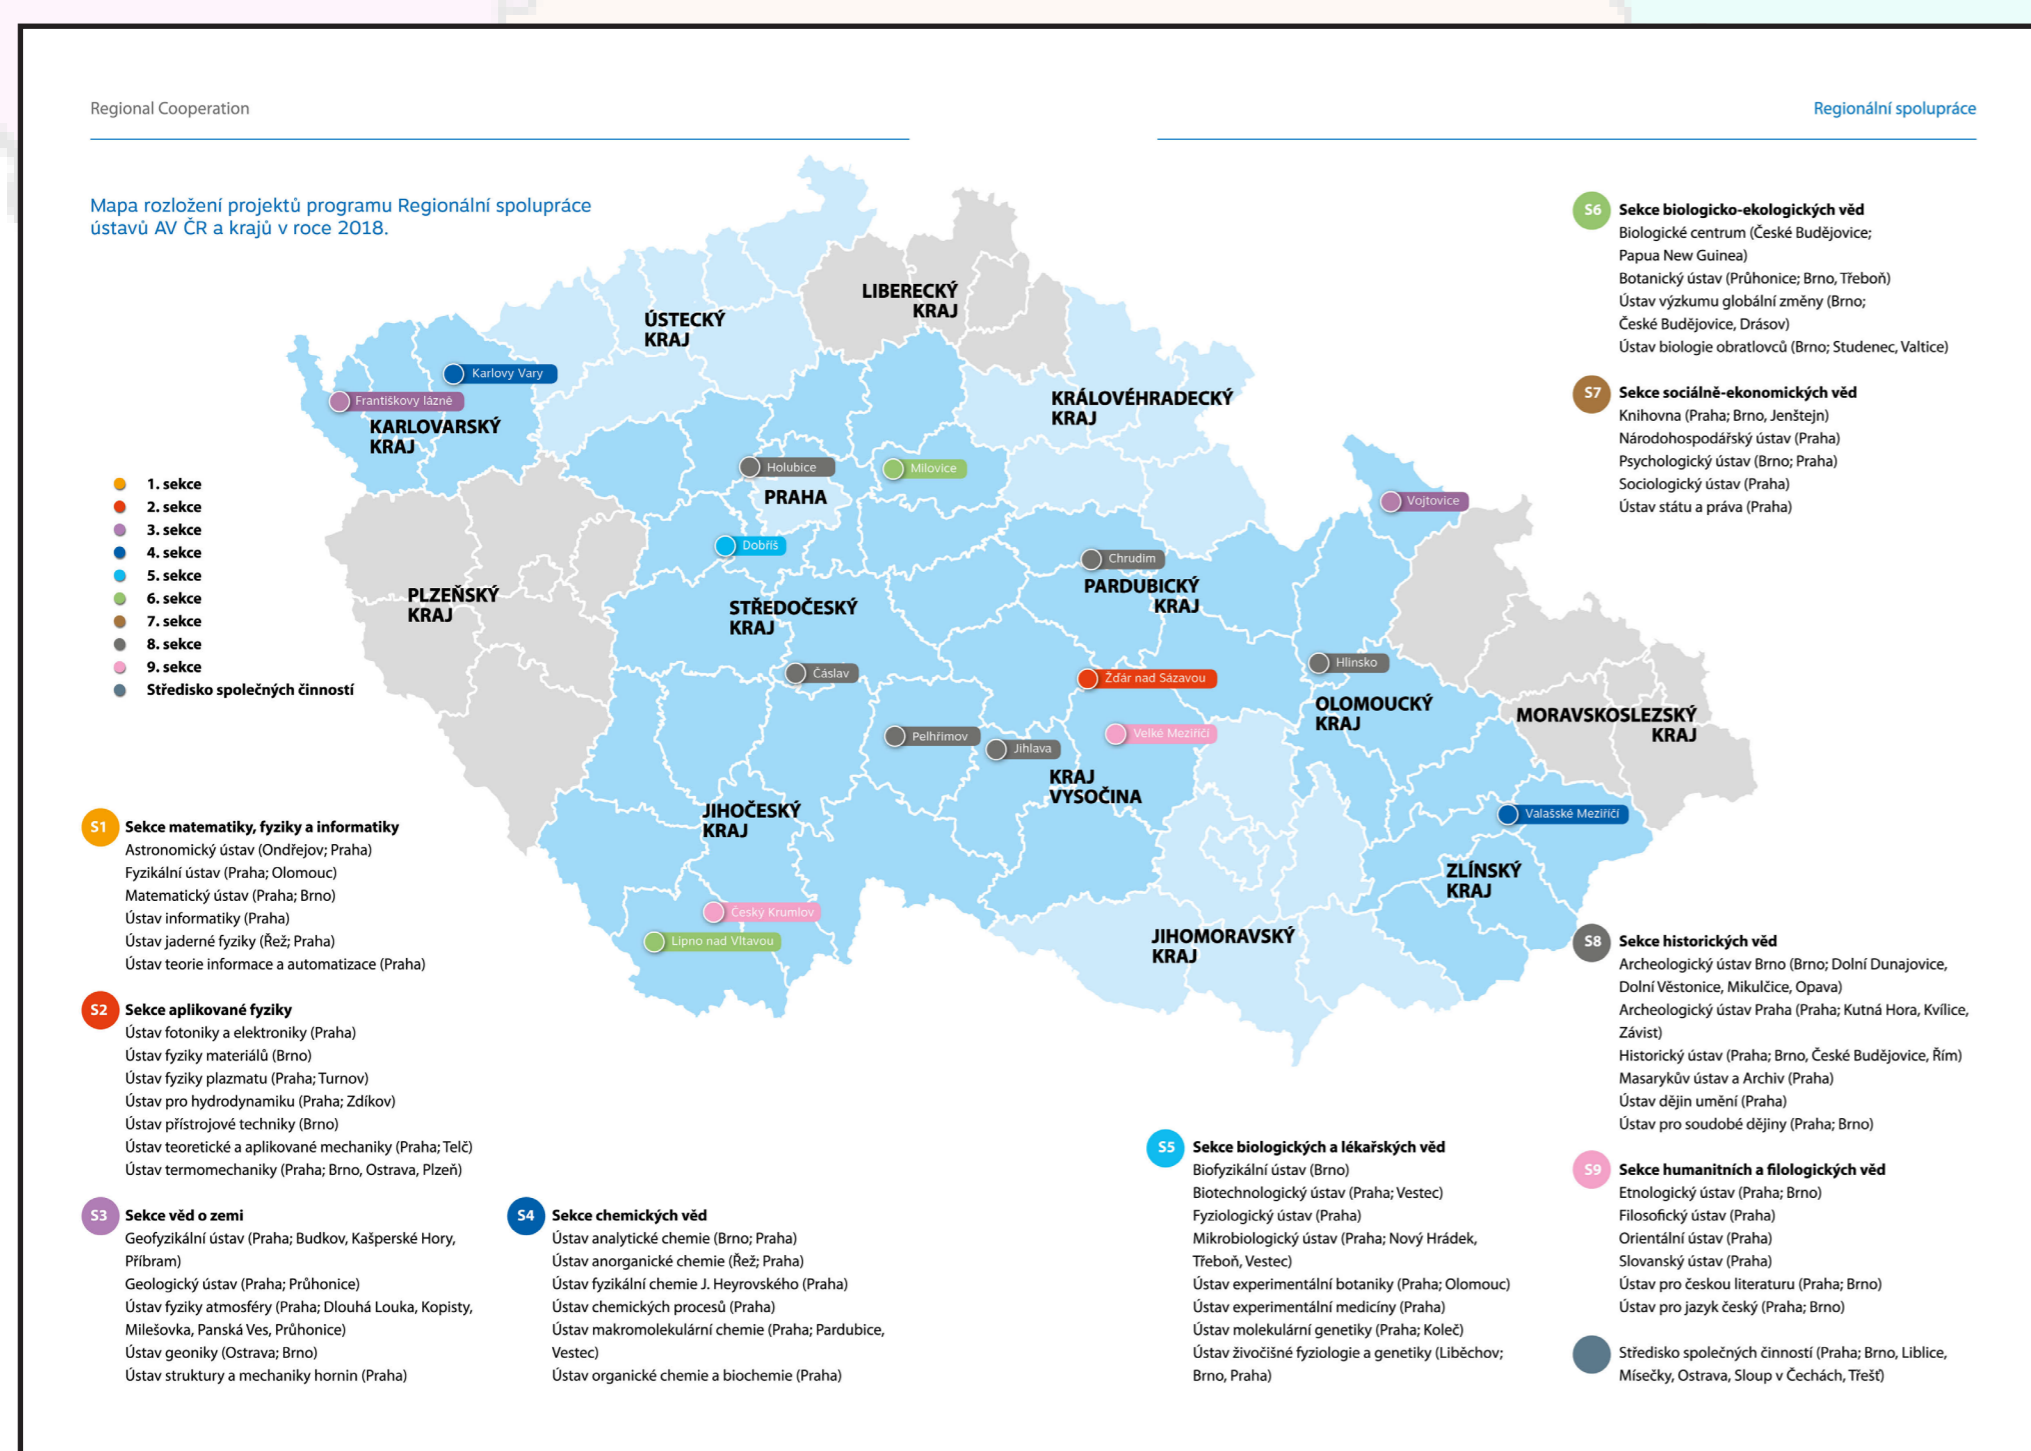 Regional Cooperation
Regionální spolupráce
Mapa rozložení projektů programu Regionální spolupráce
ústavů AV ČR a krajů v roce 2018.
LIBERECKÝ
KRAJ
ÚSTECKÝ
KRAJ
Karlovy Vary
Františkovy lázně
KARLOVARSKÝ
KRAJ
KRÁLOVÉHRADECKÝ
KRAJ
Holubice
Milovice
PRAHA
Vojtovice
Dobříš
Chrudim
PARDUBICKÝ
KRAJ
PLZEŇSKÝ
KRAJ
STŘEDOČESKÝ
KRAJ
Čáslav
Žďár nad Sázavou
Hlinsko
OLOMOUCKÝ
KRAJ
MORAVSKOSLEZSKÝ
KRAJ
Pelhřimov
Jihlava
Velké Meziříčí
KRAJ
VYSOČINA
JIHOČESKÝ
KRAJ
Valašské Meziříčí
ZLÍNSKÝ
KRAJ
Český Krumlov
Lipno nad Vltavou
JIHOMORAVSKÝ
KRAJ
1. sekce
2. sekce
3. sekce
4. sekce
5. sekce
6. sekce
7. sekce
8. sekce
9. sekce
Středisko společných činností
S1 Sekce matematiky, fyziky a informatiky
Astronomický ústav (Ondřejov; Praha)
Fyzikální ústav (Praha; Olomouc)
Matematický ústav (Praha; Brno)
Ústav informatiky (Praha)
Ústav jaderné fyziky (Řež; Praha)
Ústav teorie informace a automatizace (Praha)
S2 Sekce aplikované fyziky
Ústav fotoniky a elektroniky (Praha)
Ústav fyziky materiálů (Brno)
Ústav fyziky plazmatu (Praha; Turnov)
Ústav pro hydrodynamiku (Praha; Zdíkov)
Ústav přístrojové techniky (Brno)
Ústav teoretické a aplikované mechaniky (Praha; Telč)
Ústav termomechaniky (Praha; Brno, Ostrava, Plzeň)
S3 Sekce věd o zemi
Geofyzikální ústav (Praha; Budkov, Kašperské Hory,
Příbram)
Geologický ústav (Praha; Průhonice)
Ústav fyziky atmosféry (Praha; Dlouhá Louka, Kopisty,
Milešovka, Panská Ves, Průhonice)
Ústav geoniky (Ostrava; Brno)
Ústav struktury a mechaniky hornin (Praha)
S4 Sekce chemických věd
Ústav analytické chemie (Brno; Praha)
Ústav anorganické chemie (Řež; Praha)
Ústav fyzikální chemie J. Heyrovského (Praha)
Ústav chemických procesů (Praha)
Ústav makromolekulární chemie (Praha; Pardubice,
Vestec)
Ústav organické chemie a biochemie (Praha)
S5 Sekce biologických a lékařských věd
Biofyzikální ústav (Brno)
Biotechnologický ústav (Praha; Vestec)
Fyziologický ústav (Praha)
Mikrobiologický ústav (Praha; Nový Hrádek,
Třeboň, Vestec)
Ústav experimentální botaniky (Praha; Olomouc)
Ústav experimentální medicíny (Praha)
Ústav molekulární genetiky (Praha; Koleč)
Ústav živočišné fyziologie a genetiky (Liběchov;
Brno, Praha)
S6 Sekce biologicko-ekologických věd
Biologické centrum (České Budějovice;
Papua New Guinea)
Botanický ústav (Průhonice; Brno, Třeboň)
Ústav výzkumu globální změny (Brno;
České Budějovice, Drásov)
Ústav biologie obratlovců (Brno; Studenec, Valtice)
S7 Sekce sociálně-ekonomických věd
Knihovna (Praha; Brno, Jenštejn)
Národohospodářský ústav (Praha)
Psychologický ústav (Brno; Praha)
Sociologický ústav (Praha)
Ústav státu a práva (Praha)
S8 Sekce historických věd
Archeologický ústav Brno (Brno; Dolní Dunajovice,
Dolní Věstonice, Mikulčice, Opava)
Archeologický ústav Praha (Praha; Kutná Hora, Kvílice,
Závist)
Historický ústav (Praha; Brno, České Budějovice, Řím)
Masarykův ústav a Archiv (Praha)
Ústav dějin umění (Praha)
Ústav pro soudobé dějiny (Praha; Brno)
S9 Sekce humanitních a filologických věd
Etnologický ústav (Praha; Brno)
Filosofický ústav (Praha)
Orientální ústav (Praha)
Slovanský ústav (Praha)
Ústav pro českou literaturu (Praha; Brno)
Ústav pro jazyk český (Praha; Brno)
Středisko společných činností (Praha; Brno, Liblice,
Mísečky, Ostrava, Sloup v Čechách, Třešť)